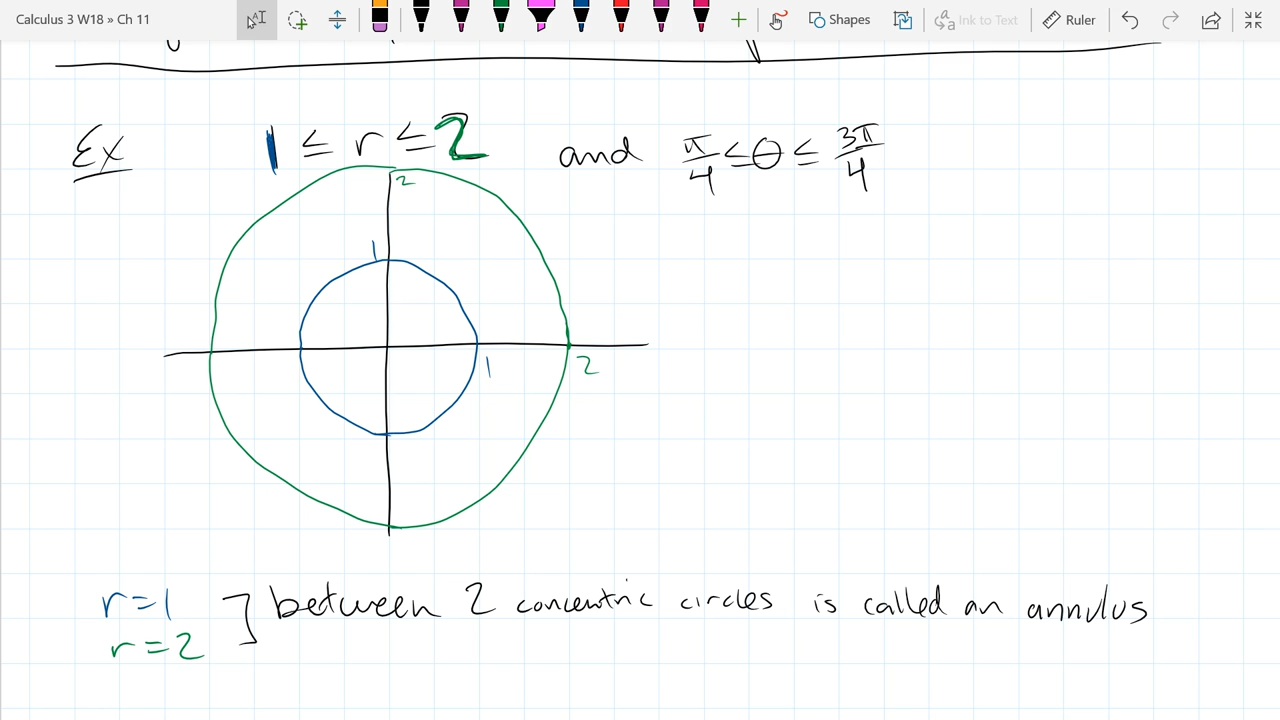 Calculus 3 W18 » Ch 11
Ink to Text
Shapes
Ruler
Ex 1 ≤ r ≤ 2 and π/4 ≤ θ ≤ 3π/4
2
1
1
2
r=1
r=2
] between 2 concentric circles is called an annulus